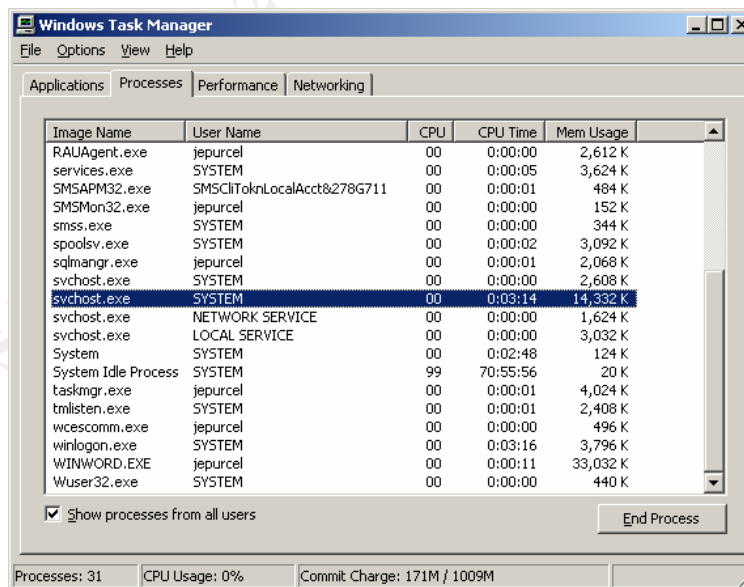 Windows Task Manager
File Options View Help
Applications Processes Performance Networking
Image Name User Name CPU CPU Time Mem Usage
RAUAgent.exe jepurcel 00 0:00:00 2,612 K
services.exe SYSTEM 00 0:00:05 3,624 K
SMSAPM32.exe SMSCliToknLocalAcct&278G711 00 0:00:01 484 K
SMSMon32.exe jepurcel 00 0:00:00 152 K
smss.exe SYSTEM 00 0:00:00 344 K
spoolsv.exe SYSTEM 00 0:00:02 3,092 K
sqlmangr.exe jepurcel 00 0:00:01 2,068 K
svchost.exe SYSTEM 00 0:00:00 2,608 K
svchost.exe SYSTEM 00 0:03:14 14,332 K
svchost.exe NETWORK SERVICE 00 0:00:00 1,624 K
svchost.exe LOCAL SERVICE 00 0:00:00 3,032 K
System SYSTEM 00 0:02:48 124 K
System Idle Process SYSTEM 99 70:55:56 20 K
taskmgr.exe jepurcel 00 0:00:01 4,024 K
tmlisten.exe SYSTEM 00 0:00:01 2,408 K
wcescomm.exe jepurcel 00 0:00:00 496 K
winlogon.exe SYSTEM 00 0:03:16 3,796 K
WINWORD.EXE jepurcel 00 0:00:11 33,032 K
Wuser32.exe SYSTEM 00 0:00:00 440 K
Show processes from all users
End Process
Processes: 31 CPU Usage: 0% Commit Charge: 171M / 1009M